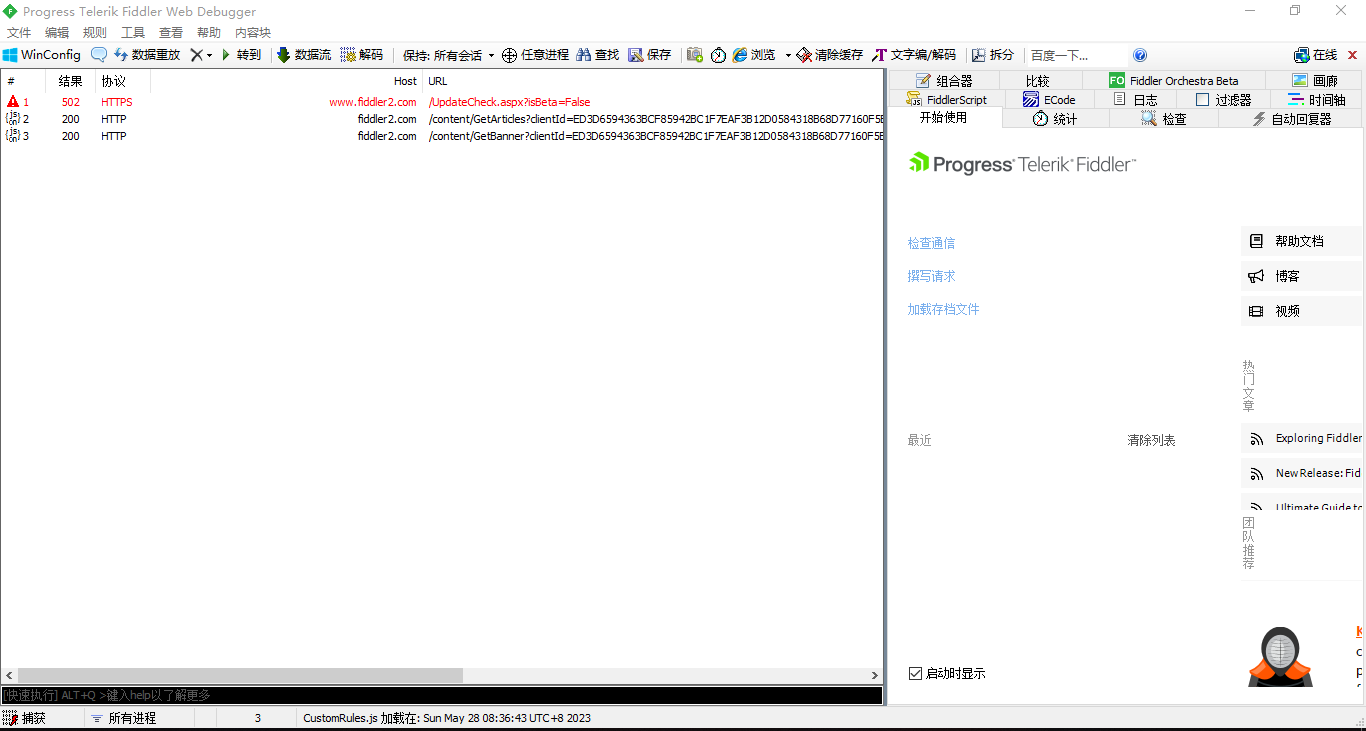 Progress Telerik Fiddler Web Debugger
文件 编辑 规则 工具 查看 帮助 内容块
WinConfig 数据重放 转到 数据流 解码 保持: 所有会话 任意进程 查找 保存 浏览 清除缓存 文字编/解码 拆分 百度一下... 在线
# 结果 协议 Host URL
1 502 HTTPS www.fiddler2.com /UpdateCheck.aspx?isBeta=False
2 200 HTTP fiddler2.com /content/GetArticles?clientId=ED3D6594363BCF85942BC1F7EAF3B12D0584318B68D77160F5E
3 200 HTTP fiddler2.com /content/GetBanner?clientId=ED3D6594363BCF85942BC1F7EAF3B12D0584318B68D77160F5E
组合器 比较 FO Fiddler Orchestra Beta 画廊
FiddlerScript ECode 日志 过滤器 时间轴
开始使用 统计 检查 自动回复器
Progress Telerik Fiddler
检查通信
撰写请求
加载存档文件
帮助文档
博客
视频
热门文章
最近 清除列表
Exploring Fiddler
New Release: Fid
Ultimate Guide to
团队推荐
启动时显示
[快速执行] ALT+Q >键入help以了解更多
捕获 所有进程 3 CustomRules.js 加载在: Sun May 28 08:36:43 UTC+8 2023